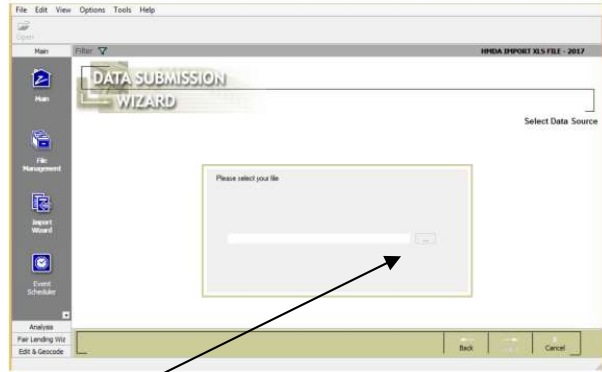 File Edit View Options Tools Help
Open
Main
Filter
HMDA IMPORT XLS FILE - 2017
DATA SUBMISSION
WIZARD
Main
Select Data Source
File
Management
Please select your file
...
Import
Wizard
Event
Scheduler
Analysis
Fair Lending Wiz
Edit & Geocode
Back
Cancel